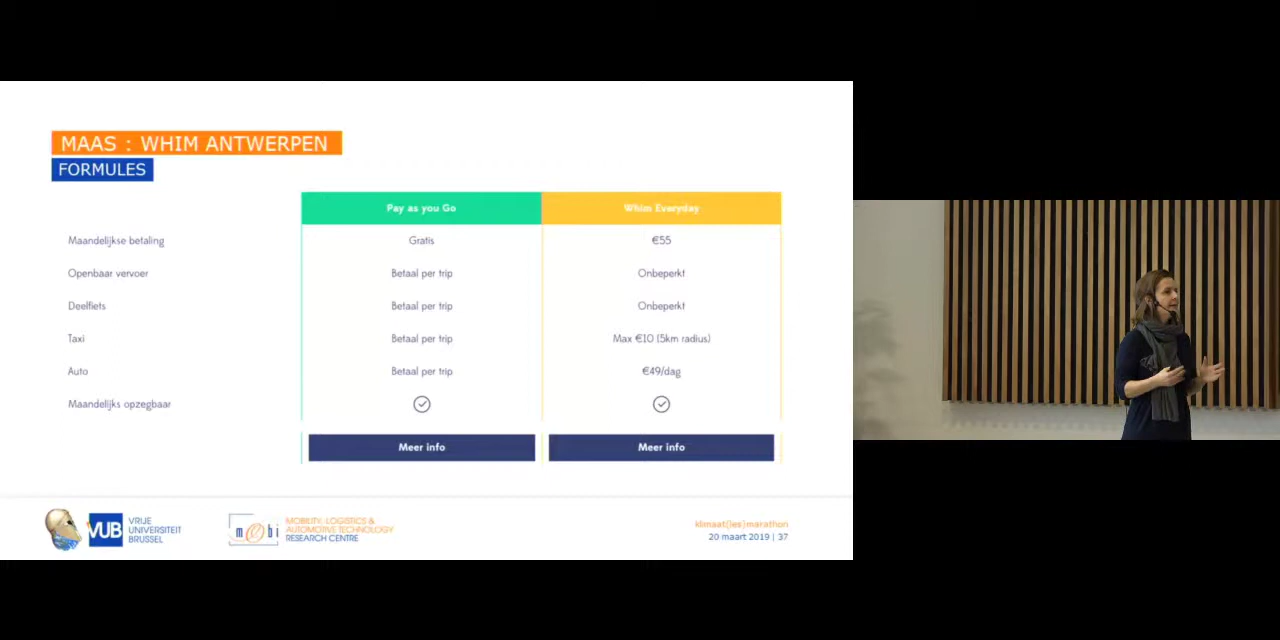 MAAS : WHIM ANTWERPEN
FORMULES
Pay as you Go Whim Everyday
Maandelijkse betaling Gratis €55
Openbaar vervoer Betaal per trip Onbeperkt
Deelfiets Betaal per trip Onbeperkt
Taxi Betaal per trip Max €10 (5km radius)
Auto Betaal per trip €49/dag
Maandelijks opzegbaar
Meer info Meer info
VUB VRIJE UNIVERSITEIT BRUSSEL
mobi MOBILITY, LOGISTICS & AUTOMOTIVE TECHNOLOGY RESEARCH CENTRE
klimaat(les)marathon
20 maart 2019 | 37